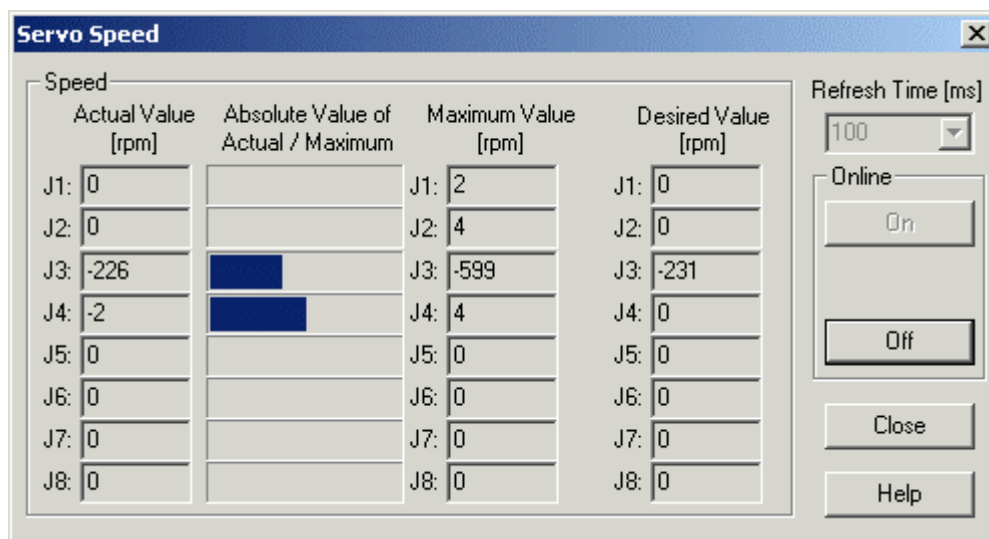 Servo Speed
Speed
Actual Value Absolute Value of Maximum Value Desired Value
[rpm] Actual / Maximum [rpm] [rpm]
J1: 0 J1: 2 J1: 0
J2: 0 J2: 4 J2: 0
J3: -226 J3: -599 J3: -231
J4: -2 J4: 4 J4: 0
J5: 0 J5: 0 J5: 0
J6: 0 J6: 0 J6: 0
J7: 0 J7: 0 J7: 0
J8: 0 J8: 0 J8: 0
Refresh Time [ms]
100
Online
On
Off
Close
Help